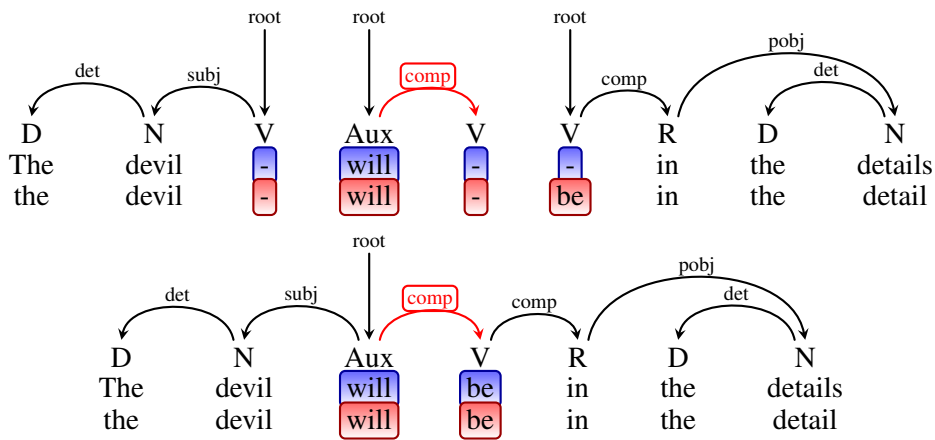 root root root
det subj comp comp pobj det
D N V Aux V V R D N
The devil - will - - in the details
the devil - will - be in the detail
root
det subj comp comp pobj det
D N Aux V R D N
The devil will be in the details
the devil will be in the detail